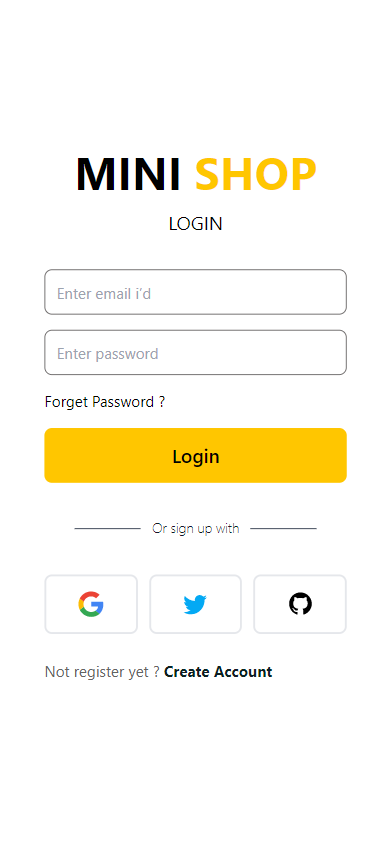 MINI SHOP
LOGIN
Enter email i'd
Enter password
Forget Password ?
Login
Or sign up with
Not register yet ? Create Account